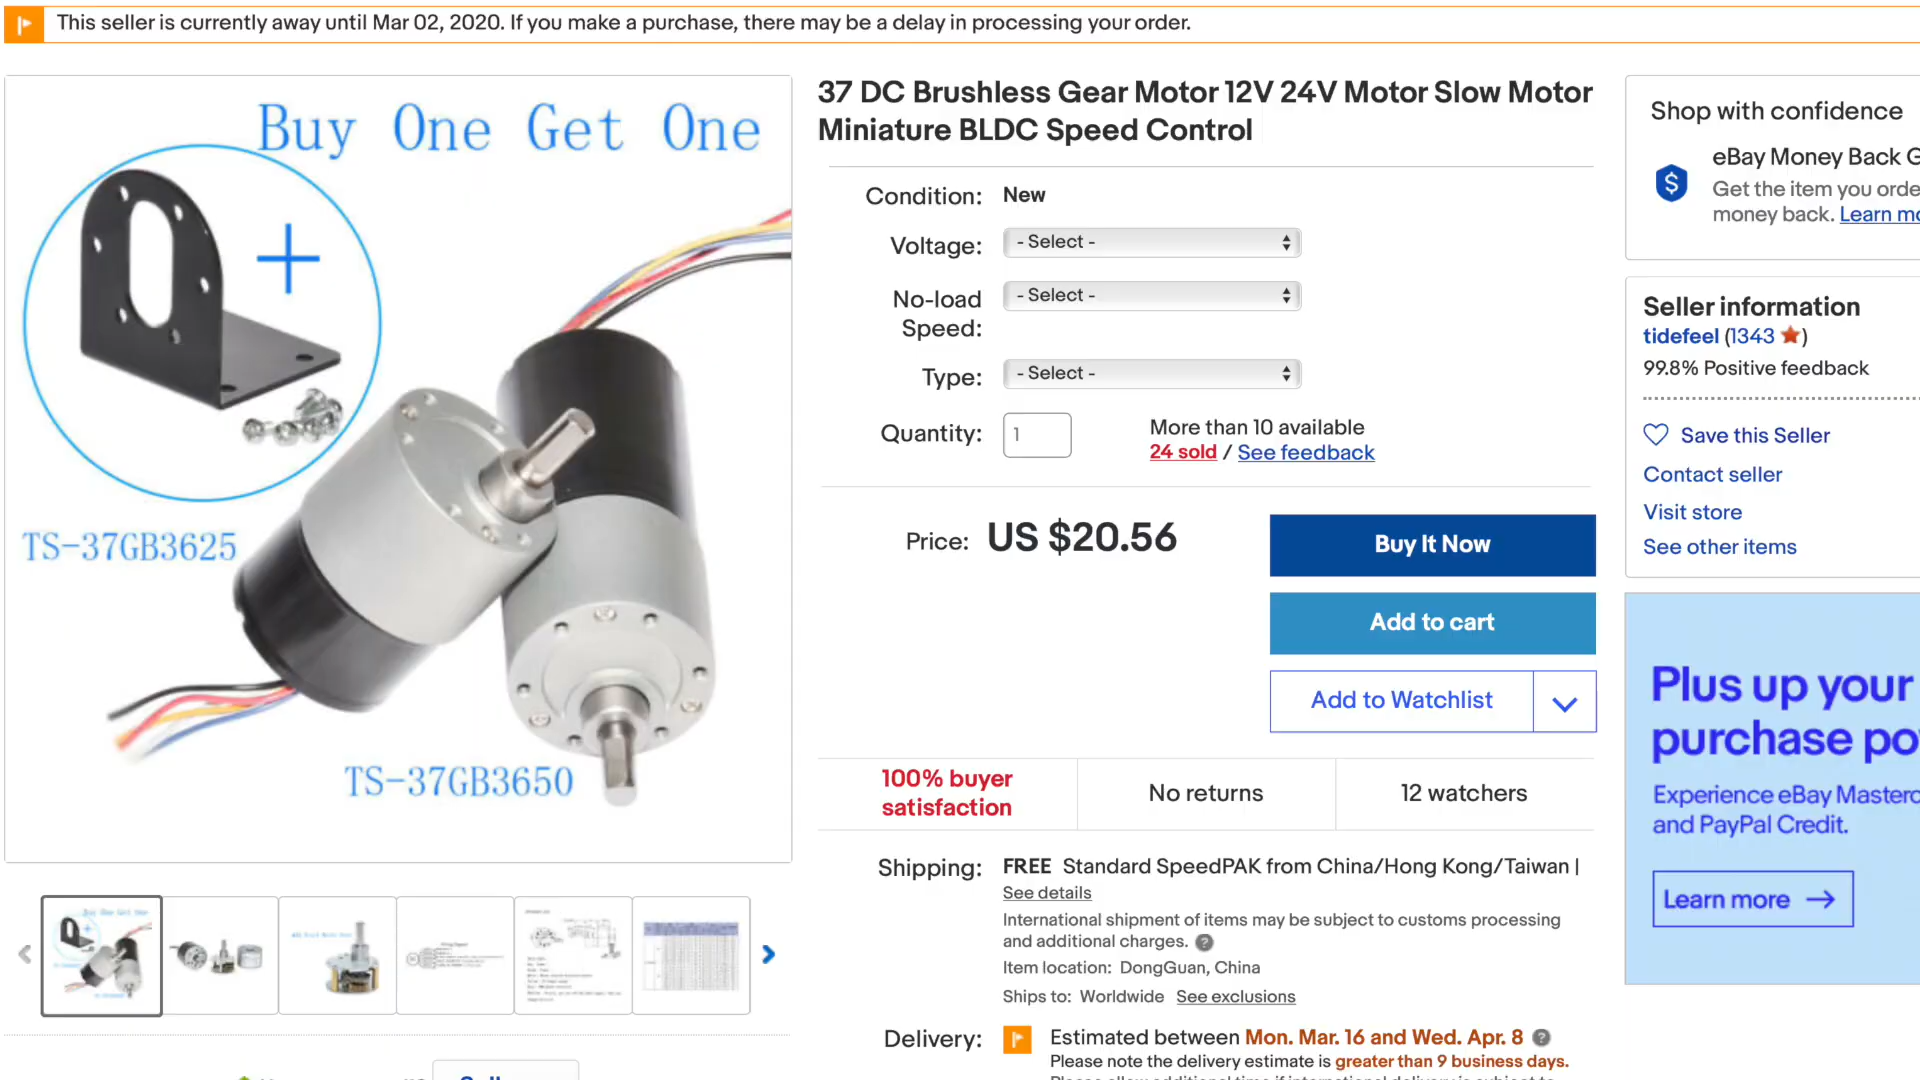 This seller is currently away until Mar 02, 2020. If you make a purchase, there may be a delay in processing your order.
Buy One Get One
TS-37GB3625
TS-37GB3650
37 DC Brushless Gear Motor 12V 24V Motor Slow Motor
Miniature BLDC Speed Control
Condition: New
Voltage: - Select -
No-load
Speed: - Select -
Type: - Select -
Quantity: 1
More than 10 available
24 sold / See feedback
Price: US $20.56
Buy It Now
Add to cart
Add to Watchlist
100% buyer
satisfaction
No returns
12 watchers
Shipping: FREE Standard SpeedPAK from China/Hong Kong/Taiwan |
See details
International shipment of items may be subject to customs processing
and additional charges.
Item location: DongGuan, China
Ships to: Worldwide See exclusions
Delivery: Estimated between Mon. Mar. 16 and Wed. Apr. 8
Please note the delivery estimate is greater than 9 business days.
Shop with confidence
eBay Money Back G
Get the item you orde
money back. Learn mo
Seller information
tidefeel (1343)
99.8% Positive feedback
Save this Seller
Contact seller
Visit store
See other items
Plus up your
purchase po
Experience eBay Masterc
and PayPal Credit.
Learn more